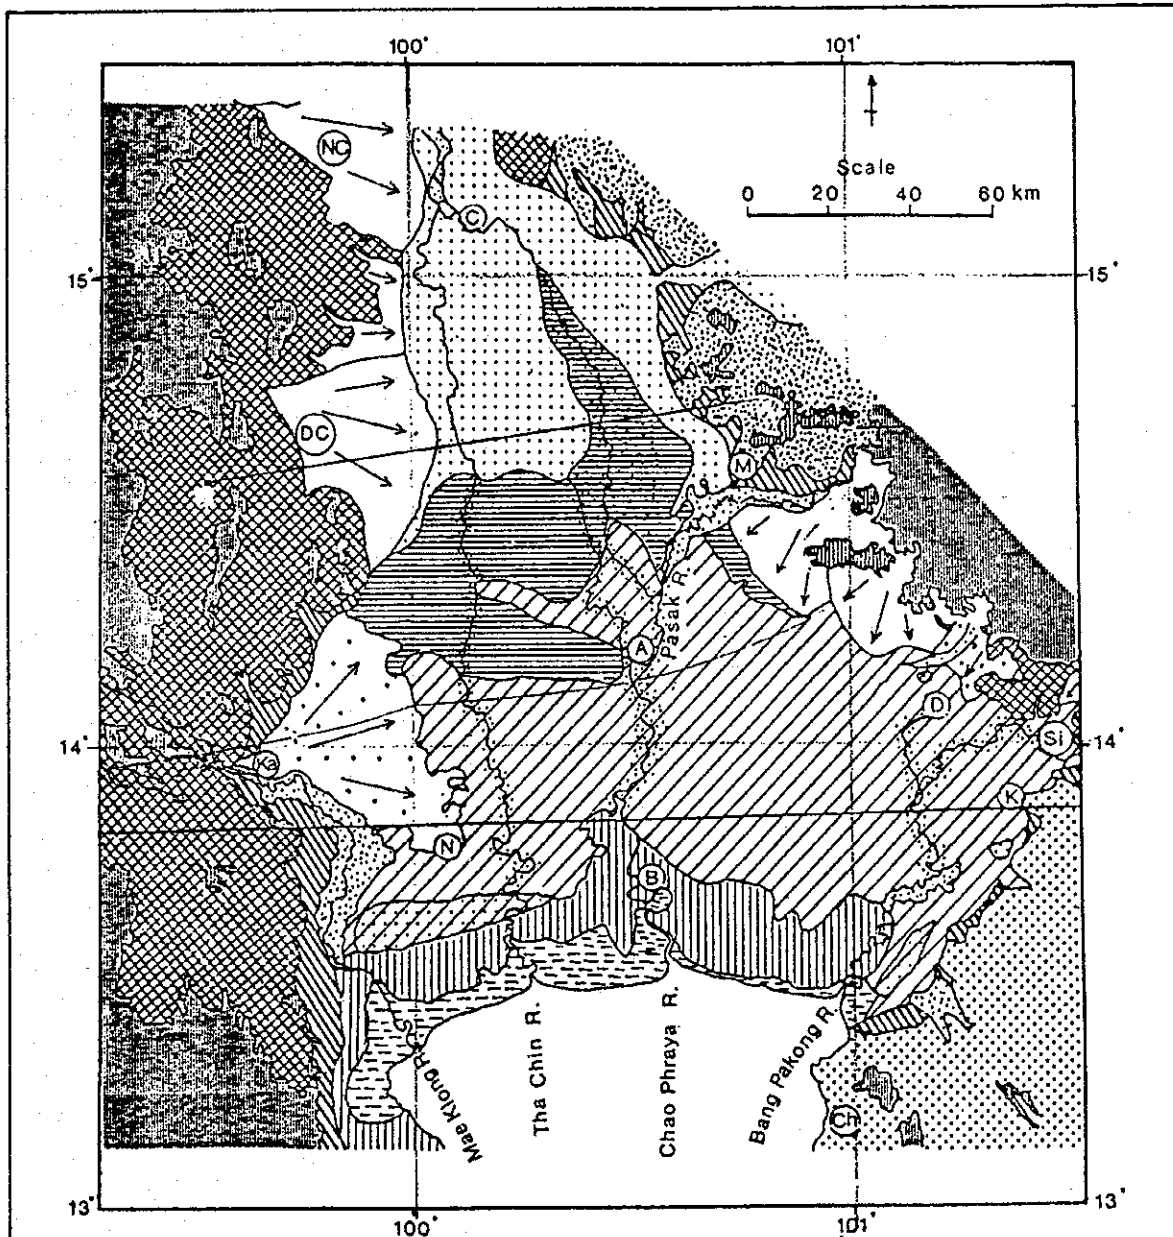 100°
101°
NC
Scale
0 20 40 60 km
C
15°
15°
DC
M
Pasak R.
A
D
Si
14°
14°
Ka
K
N
B
Mae Klong R.
Tha Chin R.
Chao Phraya R.
Bang Pakong R.
Ch
13°
13°
100°
101°